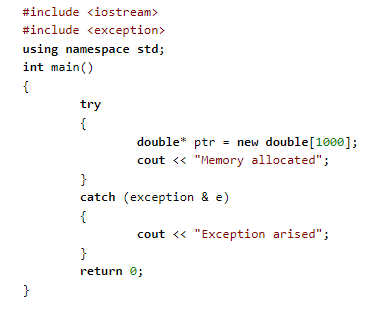 #include <iostream>
#include <exception>
using namespace std;
int main()
{
try
{
double* ptr = new double[1000];
cout << "Memory allocated";
}
catch (exception & e)
{
cout << "Exception arised";
}
return 0;
}